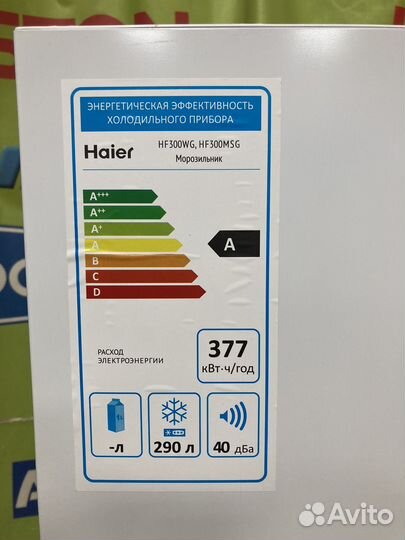 ЭНЕРГЕТИЧЕСКАЯ ЭФФЕКТИВНОСТЬ
ХОЛОДИЛЬНОГО ПРИБОРА
Haier
HF300WG, HF300MSG
Морозильник
A+++
A++
A+
A
B
C
D
A
РАСХОД
ЭЛЕКТРОЭНЕРГИИ
377
кВт·ч/год
-л
290 л
40 дБа
Avito